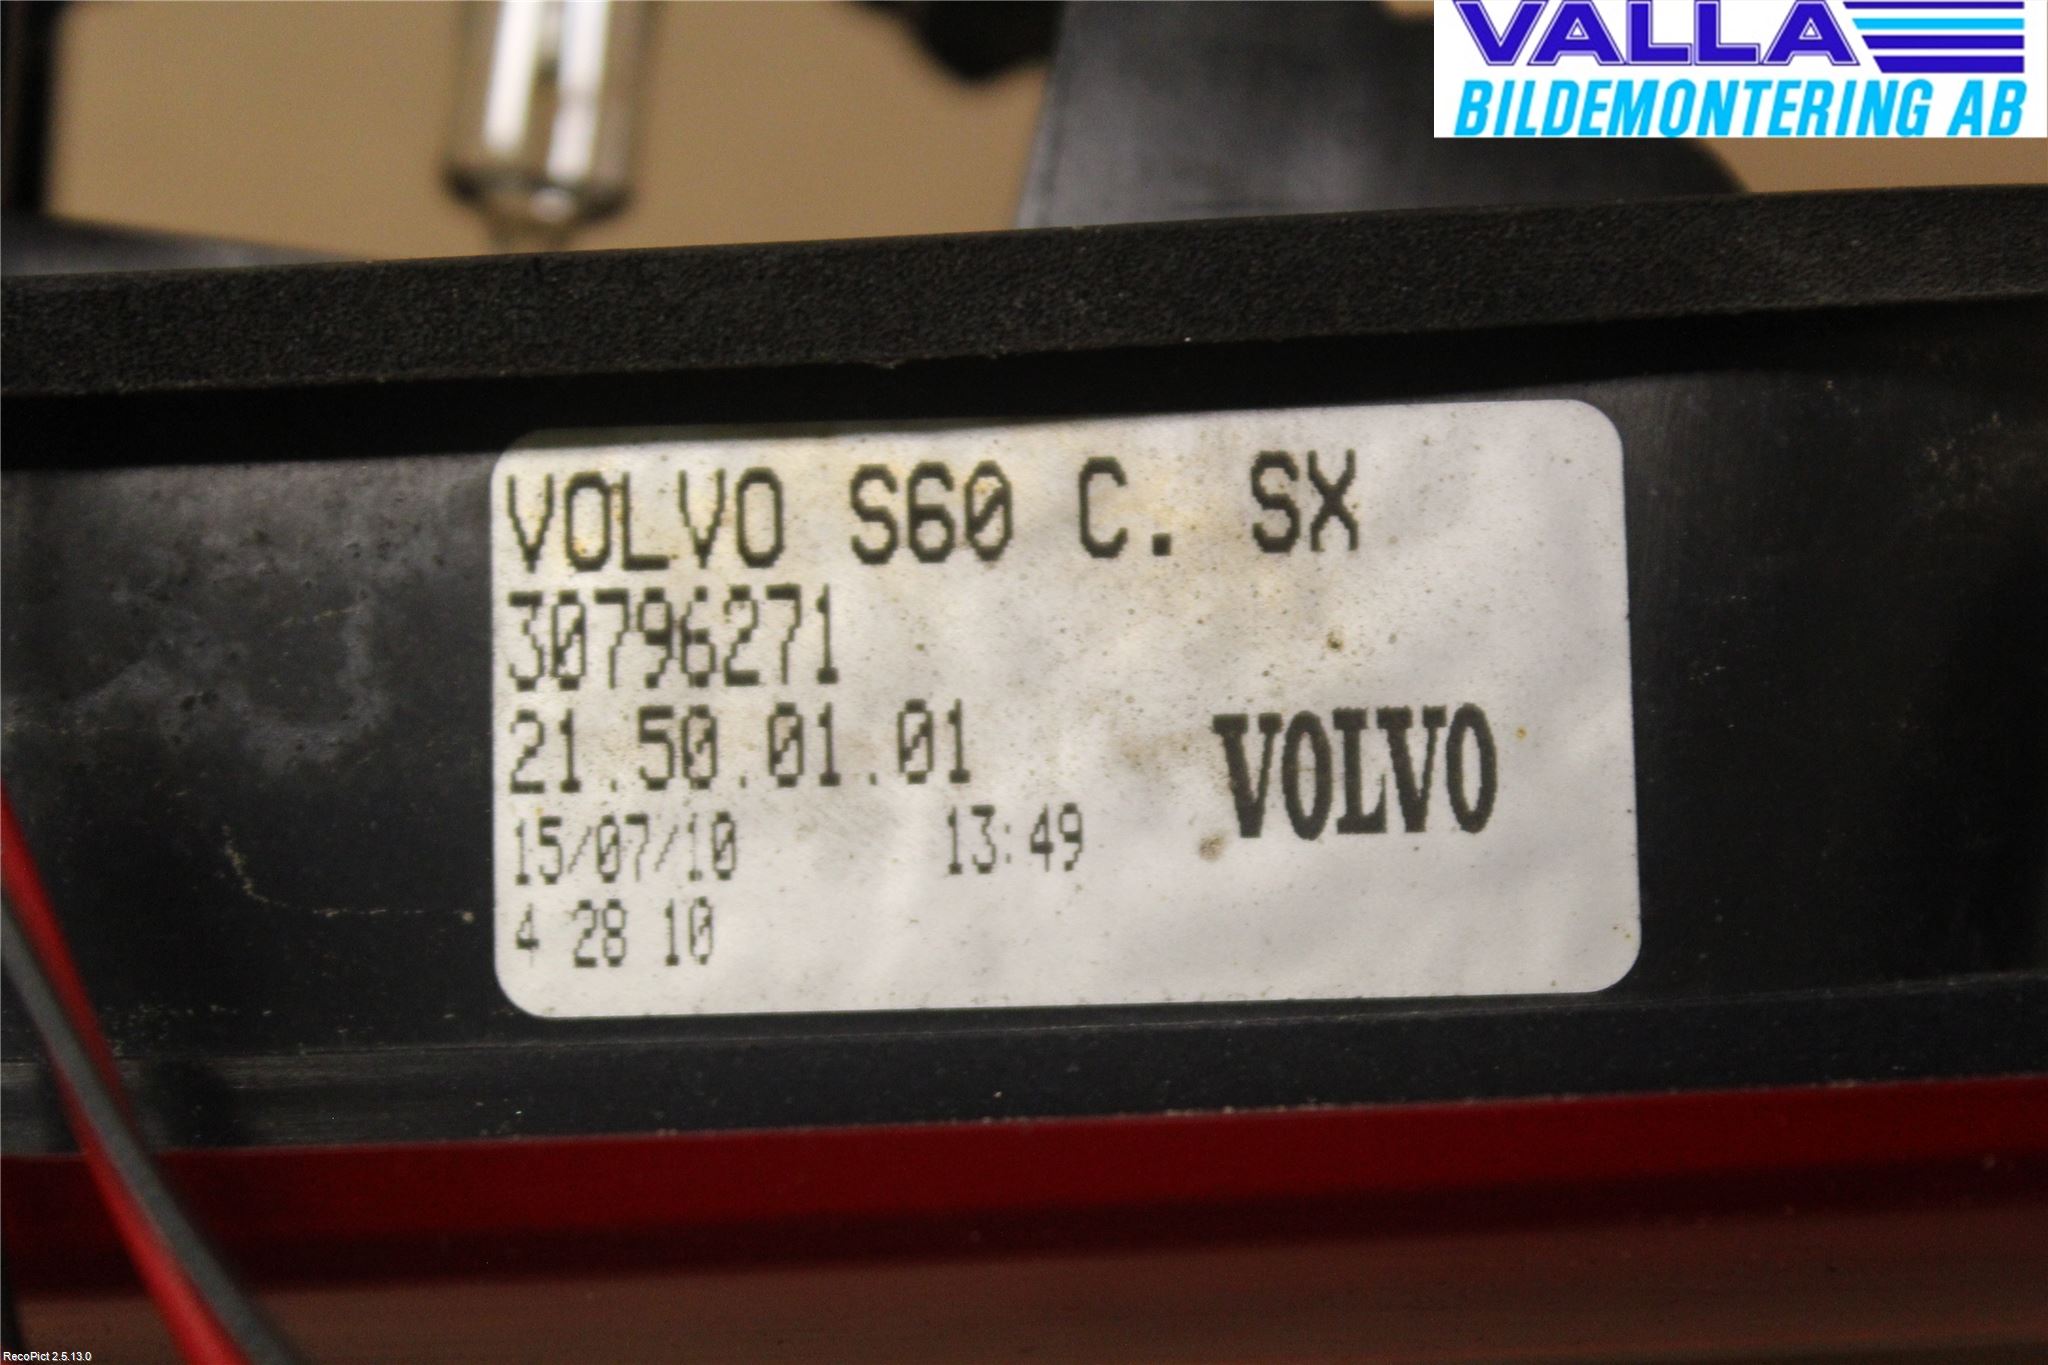 VALLA
BILDEMONTERING AB
VOLVO S60 C. SX
30796271
21.50.01.01
VOLVO
15/07/10 13:49
4 28 10
RecoPict 2.5.13.0